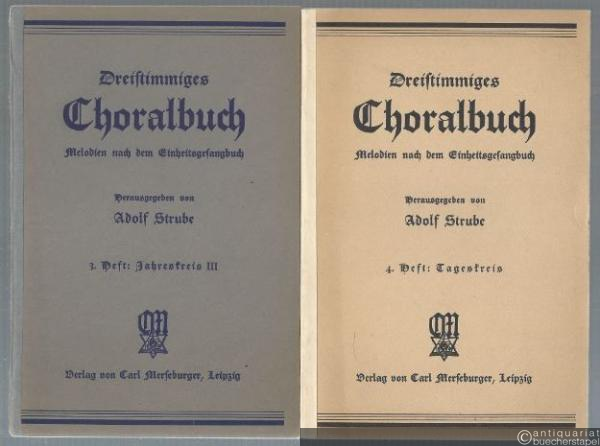 Dreistimmiges
Choralbuch
Melodien nach dem Einheitsgesangbuch
Herausgegeben von
Adolf Strube
3. Heft: Jahreskreis III
CM
Verlag von Carl Merseburger, Leipzig
Dreistimmiges
Choralbuch
Melodien nach dem Einheitsgesangbuch
Herausgegeben von
Adolf Strube
4. Heft: Tageskreis
CM
Verlag von Carl Merseburger, Leipzig
©antiquariat
buecherstapel